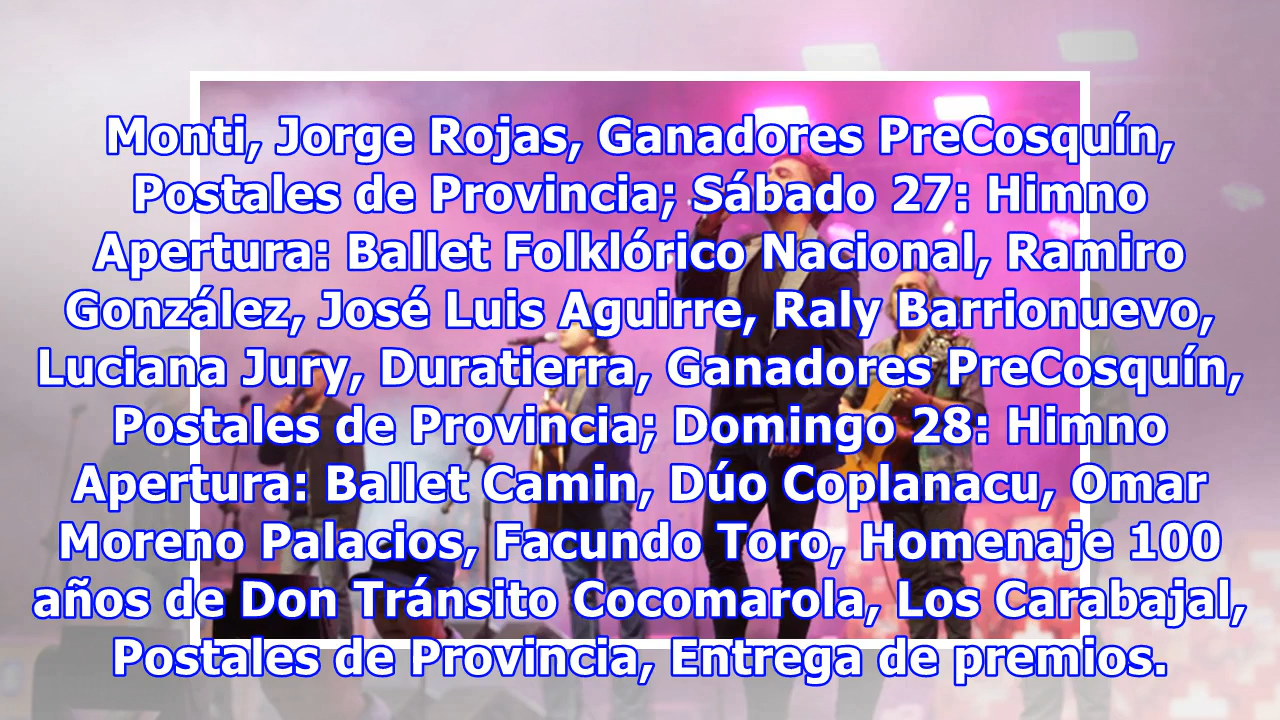 Monti, Jorge Rojas, Ganadores PreCosquín,
Postales de Provincia; Sábado 27: Himno
Apertura: Ballet Folklórico Nacional, Ramiro
González, José Luis Aguirre, Raly Barrionuevo,
Luciana Jury, Duratierra, Ganadores PreCosquín,
Postales de Provincia; Domingo 28: Himno
Apertura: Ballet Camin, Dúo Coplanacu, Omar
Moreno Palacios, Facundo Toro, Homenaje 100
años de Don Tránsito Cocomarola, Los Carabajal,
Postales de Provincia, Entrega de premios.